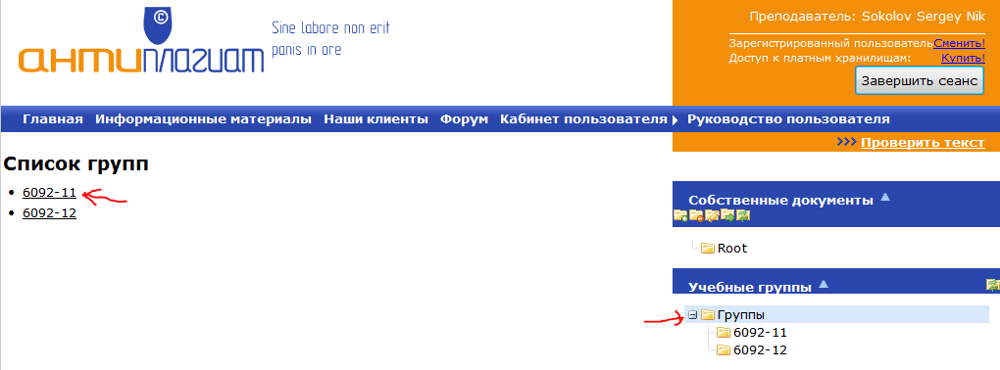 ©
антиплагиат
Sine labore non erit
panis in ore
Преподаватель: Sokolov Sergey Nik
Зарегистрированный пользователь Сменить!
Доступ к платным хранилищам: Купить!
Завершить сеанс
Главная Информационные материалы Наши клиенты Форум Кабинет пользователя Руководство пользователя
Проверить текст
Список групп
6092-11
6092-12
Собственные документы
Root
Учебные группы
Группы
6092-11
6092-12